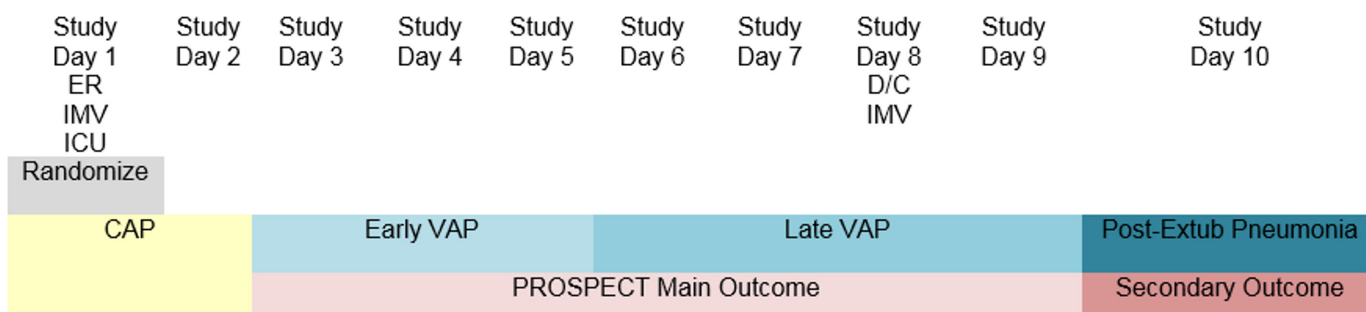 Study Study Study Study Study Study Study Study Study Study
Day 1 Day 2 Day 3 Day 4 Day 5 Day 6 Day 7 Day 8 Day 9 Day 10
ER D/C
IMV IMV
ICU
Randomize
CAP Early VAP Late VAP Post-Extub Pneumonia
PROSPECT Main Outcome Secondary Outcome